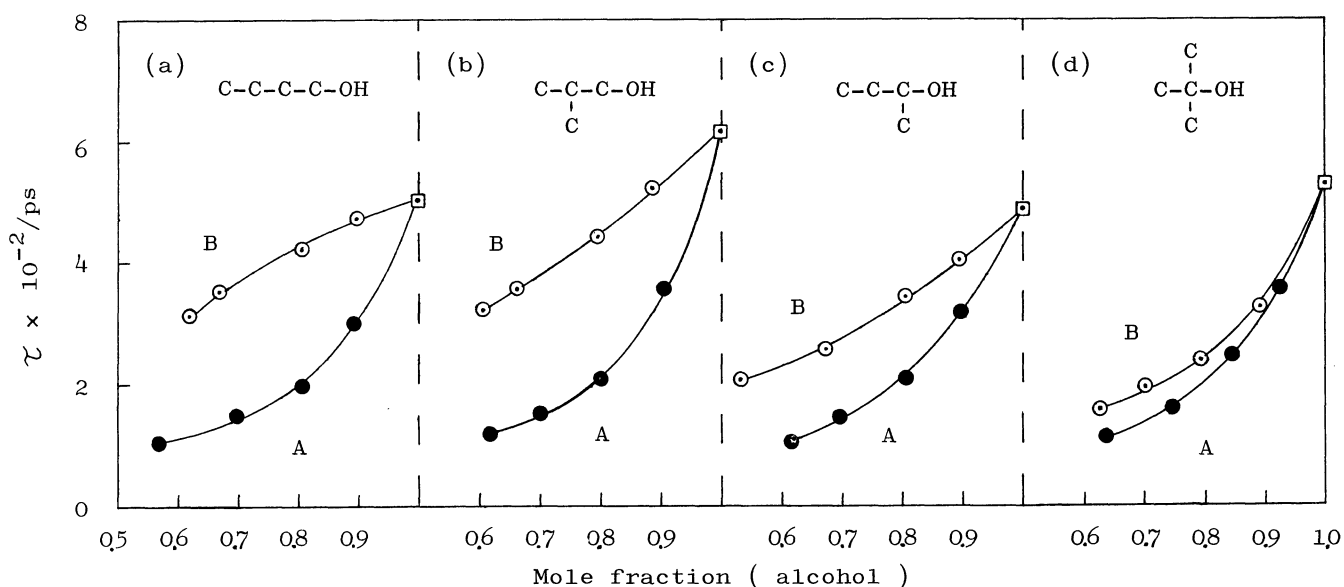 8
6
4
2
0
τ × 10⁻²/ps
(a)
C-C-C-C-OH
B
A
(b)
C-C-C-OH
C
B
A
(c)
C-C-C-OH
C
B
A
(d)
C
C-C-OH
C
B
A
0.5 0.6 0.7 0.8 0.9 0.6 0.7 0.8 0.9 0.6 0.7 0.8 0.9 0.6 0.7 0.8 0.9 1.0
Mole fraction ( alcohol )